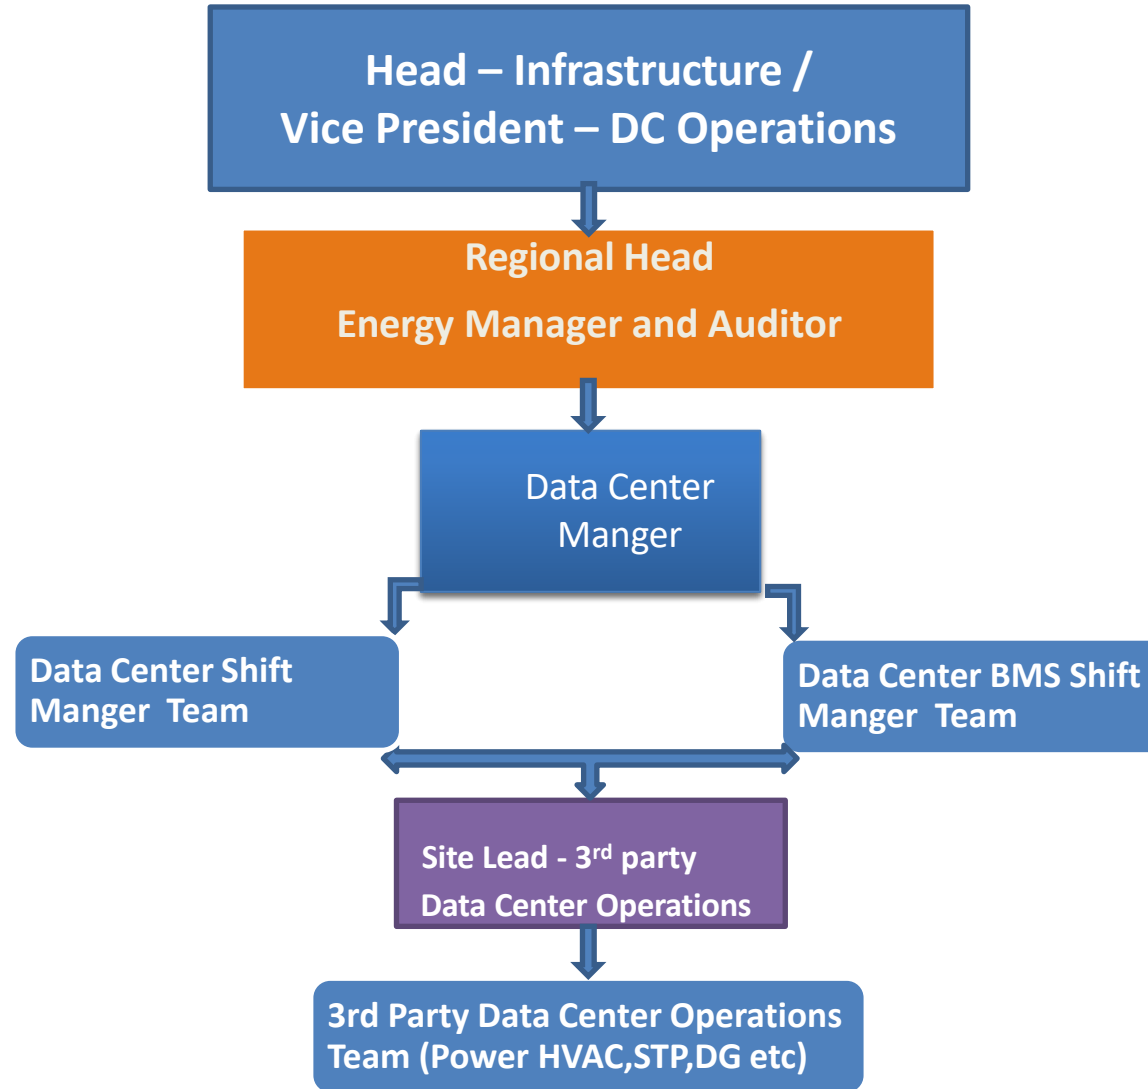 Head – Infrastructure /
Vice President – DC Operations
Regional Head
Energy Manager and Auditor
Data Center
Manger
Data Center Shift
Manger Team
Data Center BMS Shift
Manger Team
Site Lead - 3rd party
Data Center Operations
3rd Party Data Center Operations
Team (Power HVAC,STP,DG etc)